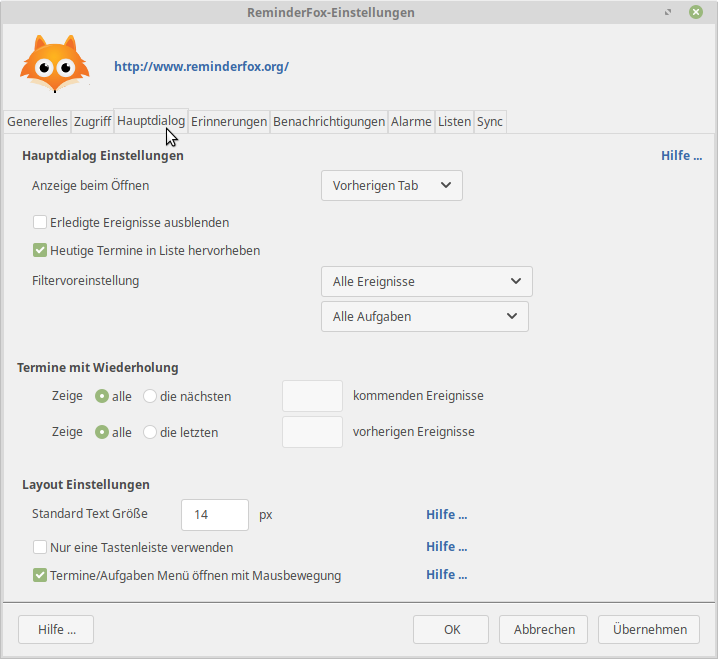 ReminderFox-Einstellungen
http://www.reminderfox.org/
Generelles Zugriff Hauptdialog Erinnerungen Benachrichtigungen Alarme Listen Sync
Hauptdialog Einstellungen Hilfe ...
Anzeige beim Öffnen Vorherigen Tab
Erledigte Ereignisse ausblenden
Heutige Termine in Liste hervorheben
Filtervoreinstellung Alle Ereignisse
Alle Aufgaben
Termine mit Wiederholung
Zeige alle die nächsten kommenden Ereignisse
Zeige alle die letzten vorherigen Ereignisse
Layout Einstellungen
Standard Text Größe 14 px Hilfe ...
Nur eine Tastenleiste verwenden Hilfe ...
Termine/Aufgaben Menü öffnen mit Mausbewegung Hilfe ...
Hilfe ... OK Abbrechen Übernehmen